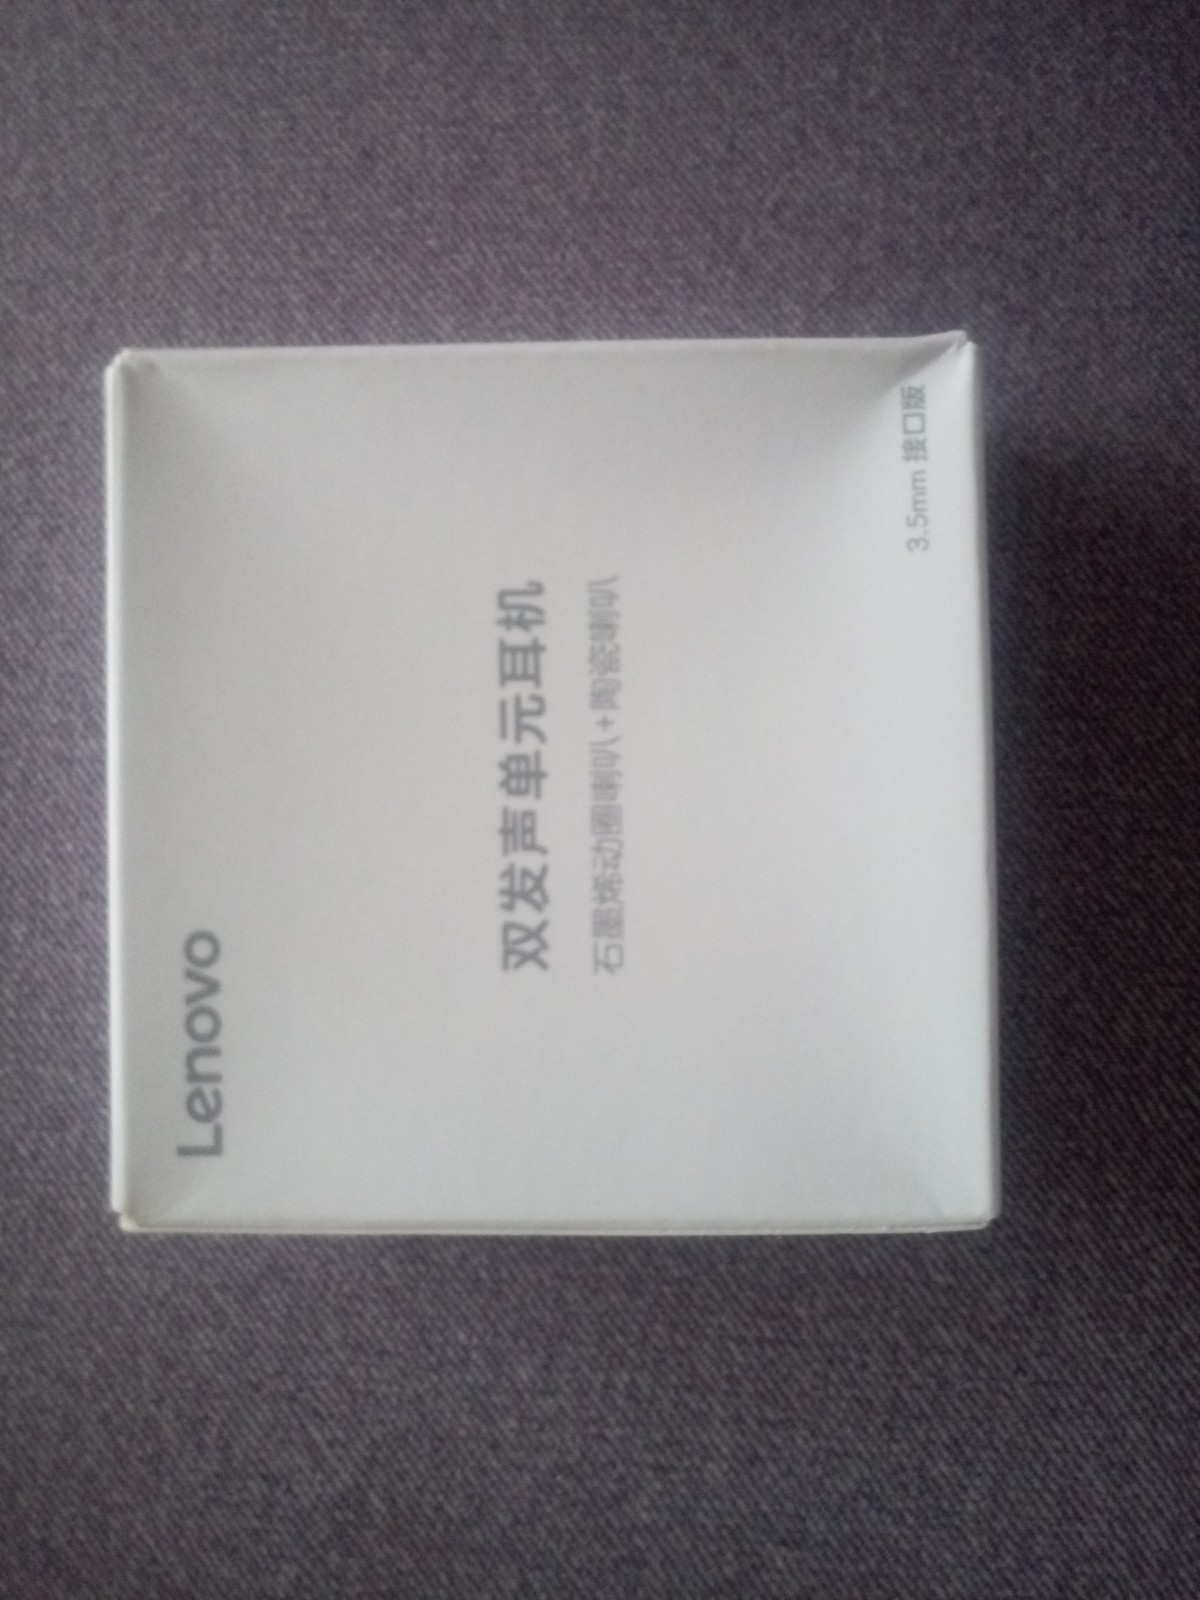 Lenovo
双发声单元耳机
石墨烯动圈喇叭+陶瓷喇叭
3.5mm 接口版